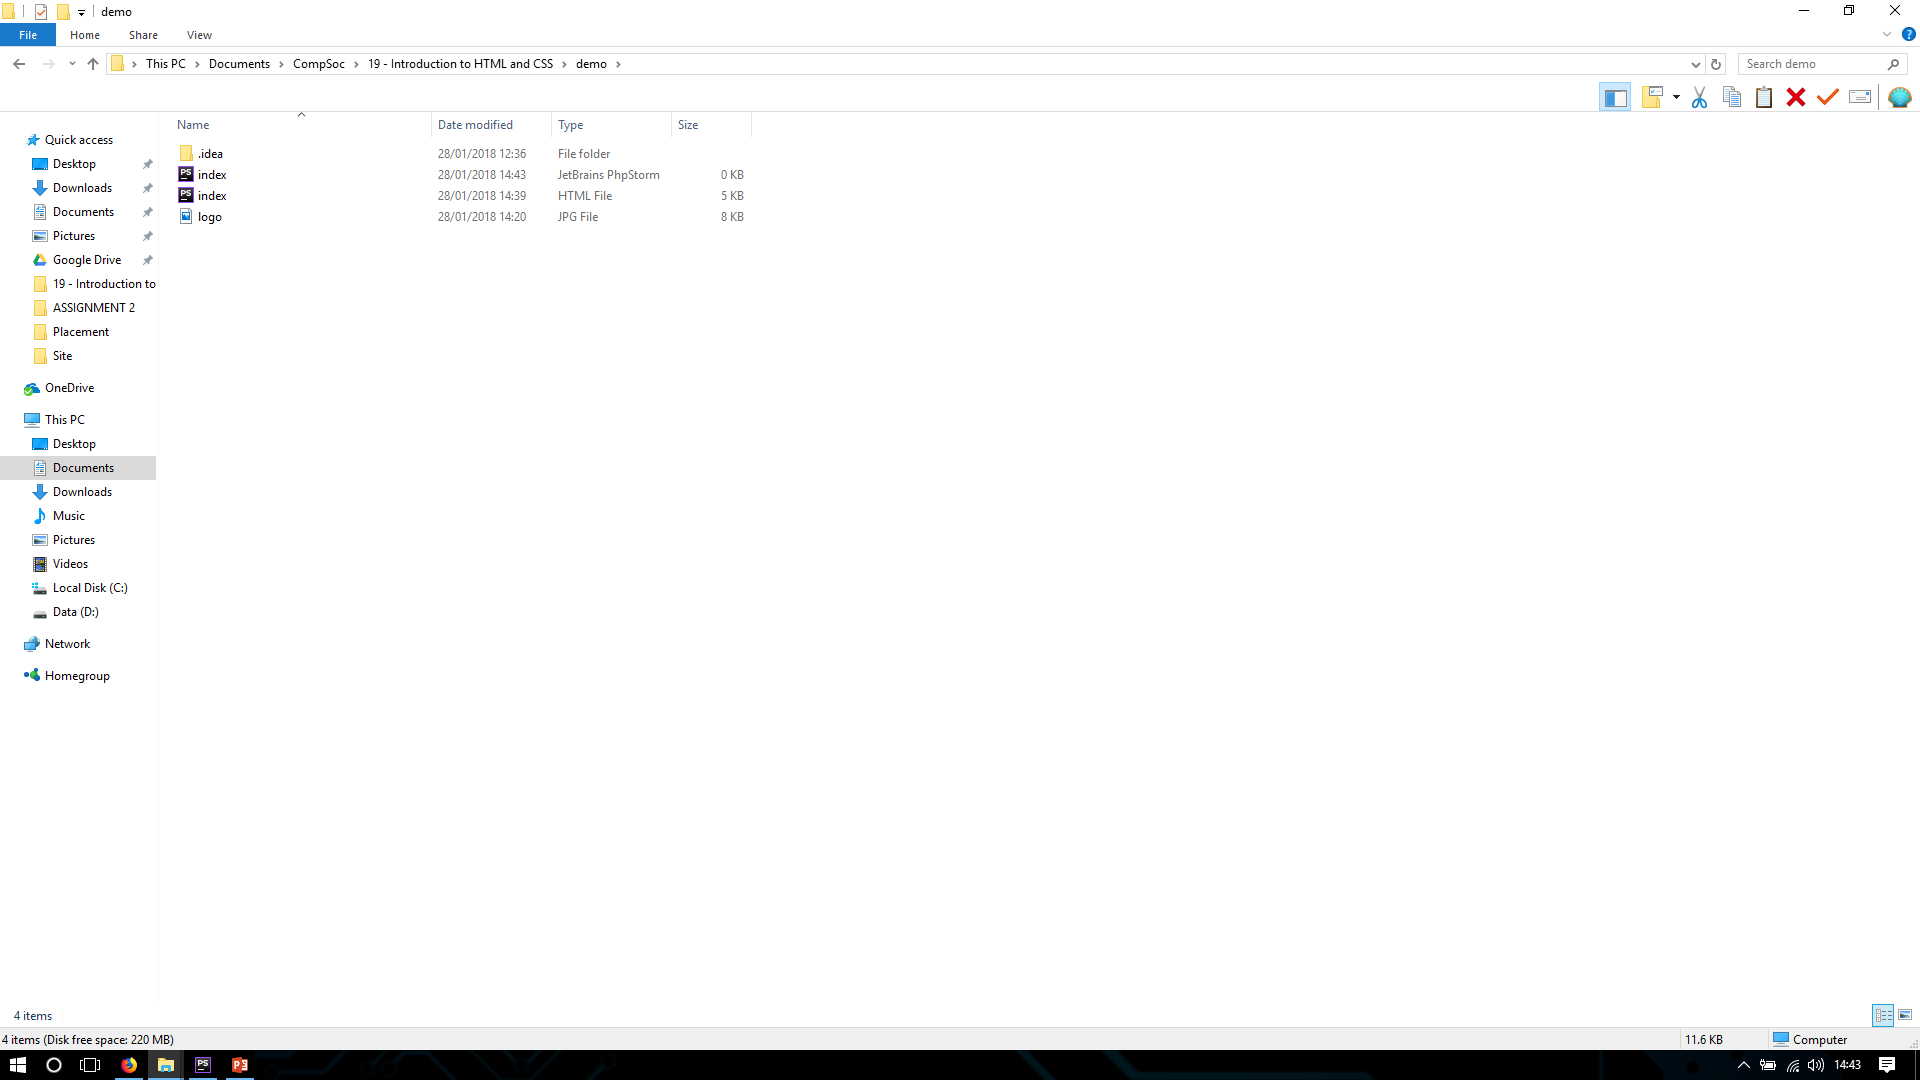 demo
File Home Share View
This PC Documents CompSoc 19 - Introduction to HTML and CSS demo
Search demo
Name Date modified Type Size
.idea 28/01/2018 12:36 File folder
PS index 28/01/2018 14:43 JetBrains PhpStorm 0 KB
PS index 28/01/2018 14:39 HTML File 5 KB
logo 28/01/2018 14:20 JPG File 8 KB
Quick access
Desktop
Downloads
Documents
Pictures
Google Drive
19 - Introduction to
ASSIGNMENT 2
Placement
Site
OneDrive
This PC
Desktop
Documents
Downloads
Music
Pictures
Videos
Local Disk (C:)
Data (D:)
Network
Homegroup
4 items
4 items (Disk free space: 220 MB) 11.6 KB Computer
PS P3 14:43